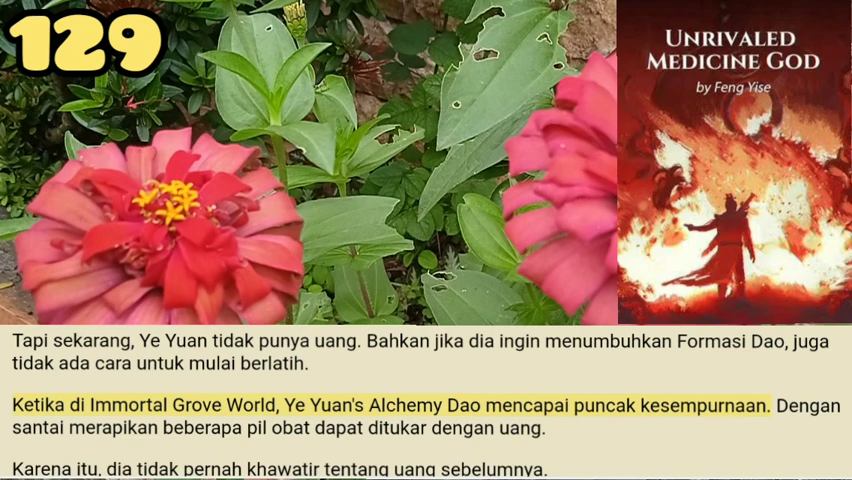 129
UNRIVALED
MEDICINE GOD
by Feng Yise
Tapi sekarang, Ye Yuan tidak punya uang. Bahkan jika dia ingin menumbuhkan Formasi Dao, juga
tidak ada cara untuk mulai berlatih.
Ketika di Immortal Grove World, Ye Yuan's Alchemy Dao mencapai puncak kesempurnaan. Dengan
santai merapikan beberapa pil obat dapat ditukar dengan uang.
Karena itu, dia tidak pernah khawatir tentang uang sebelumnya.